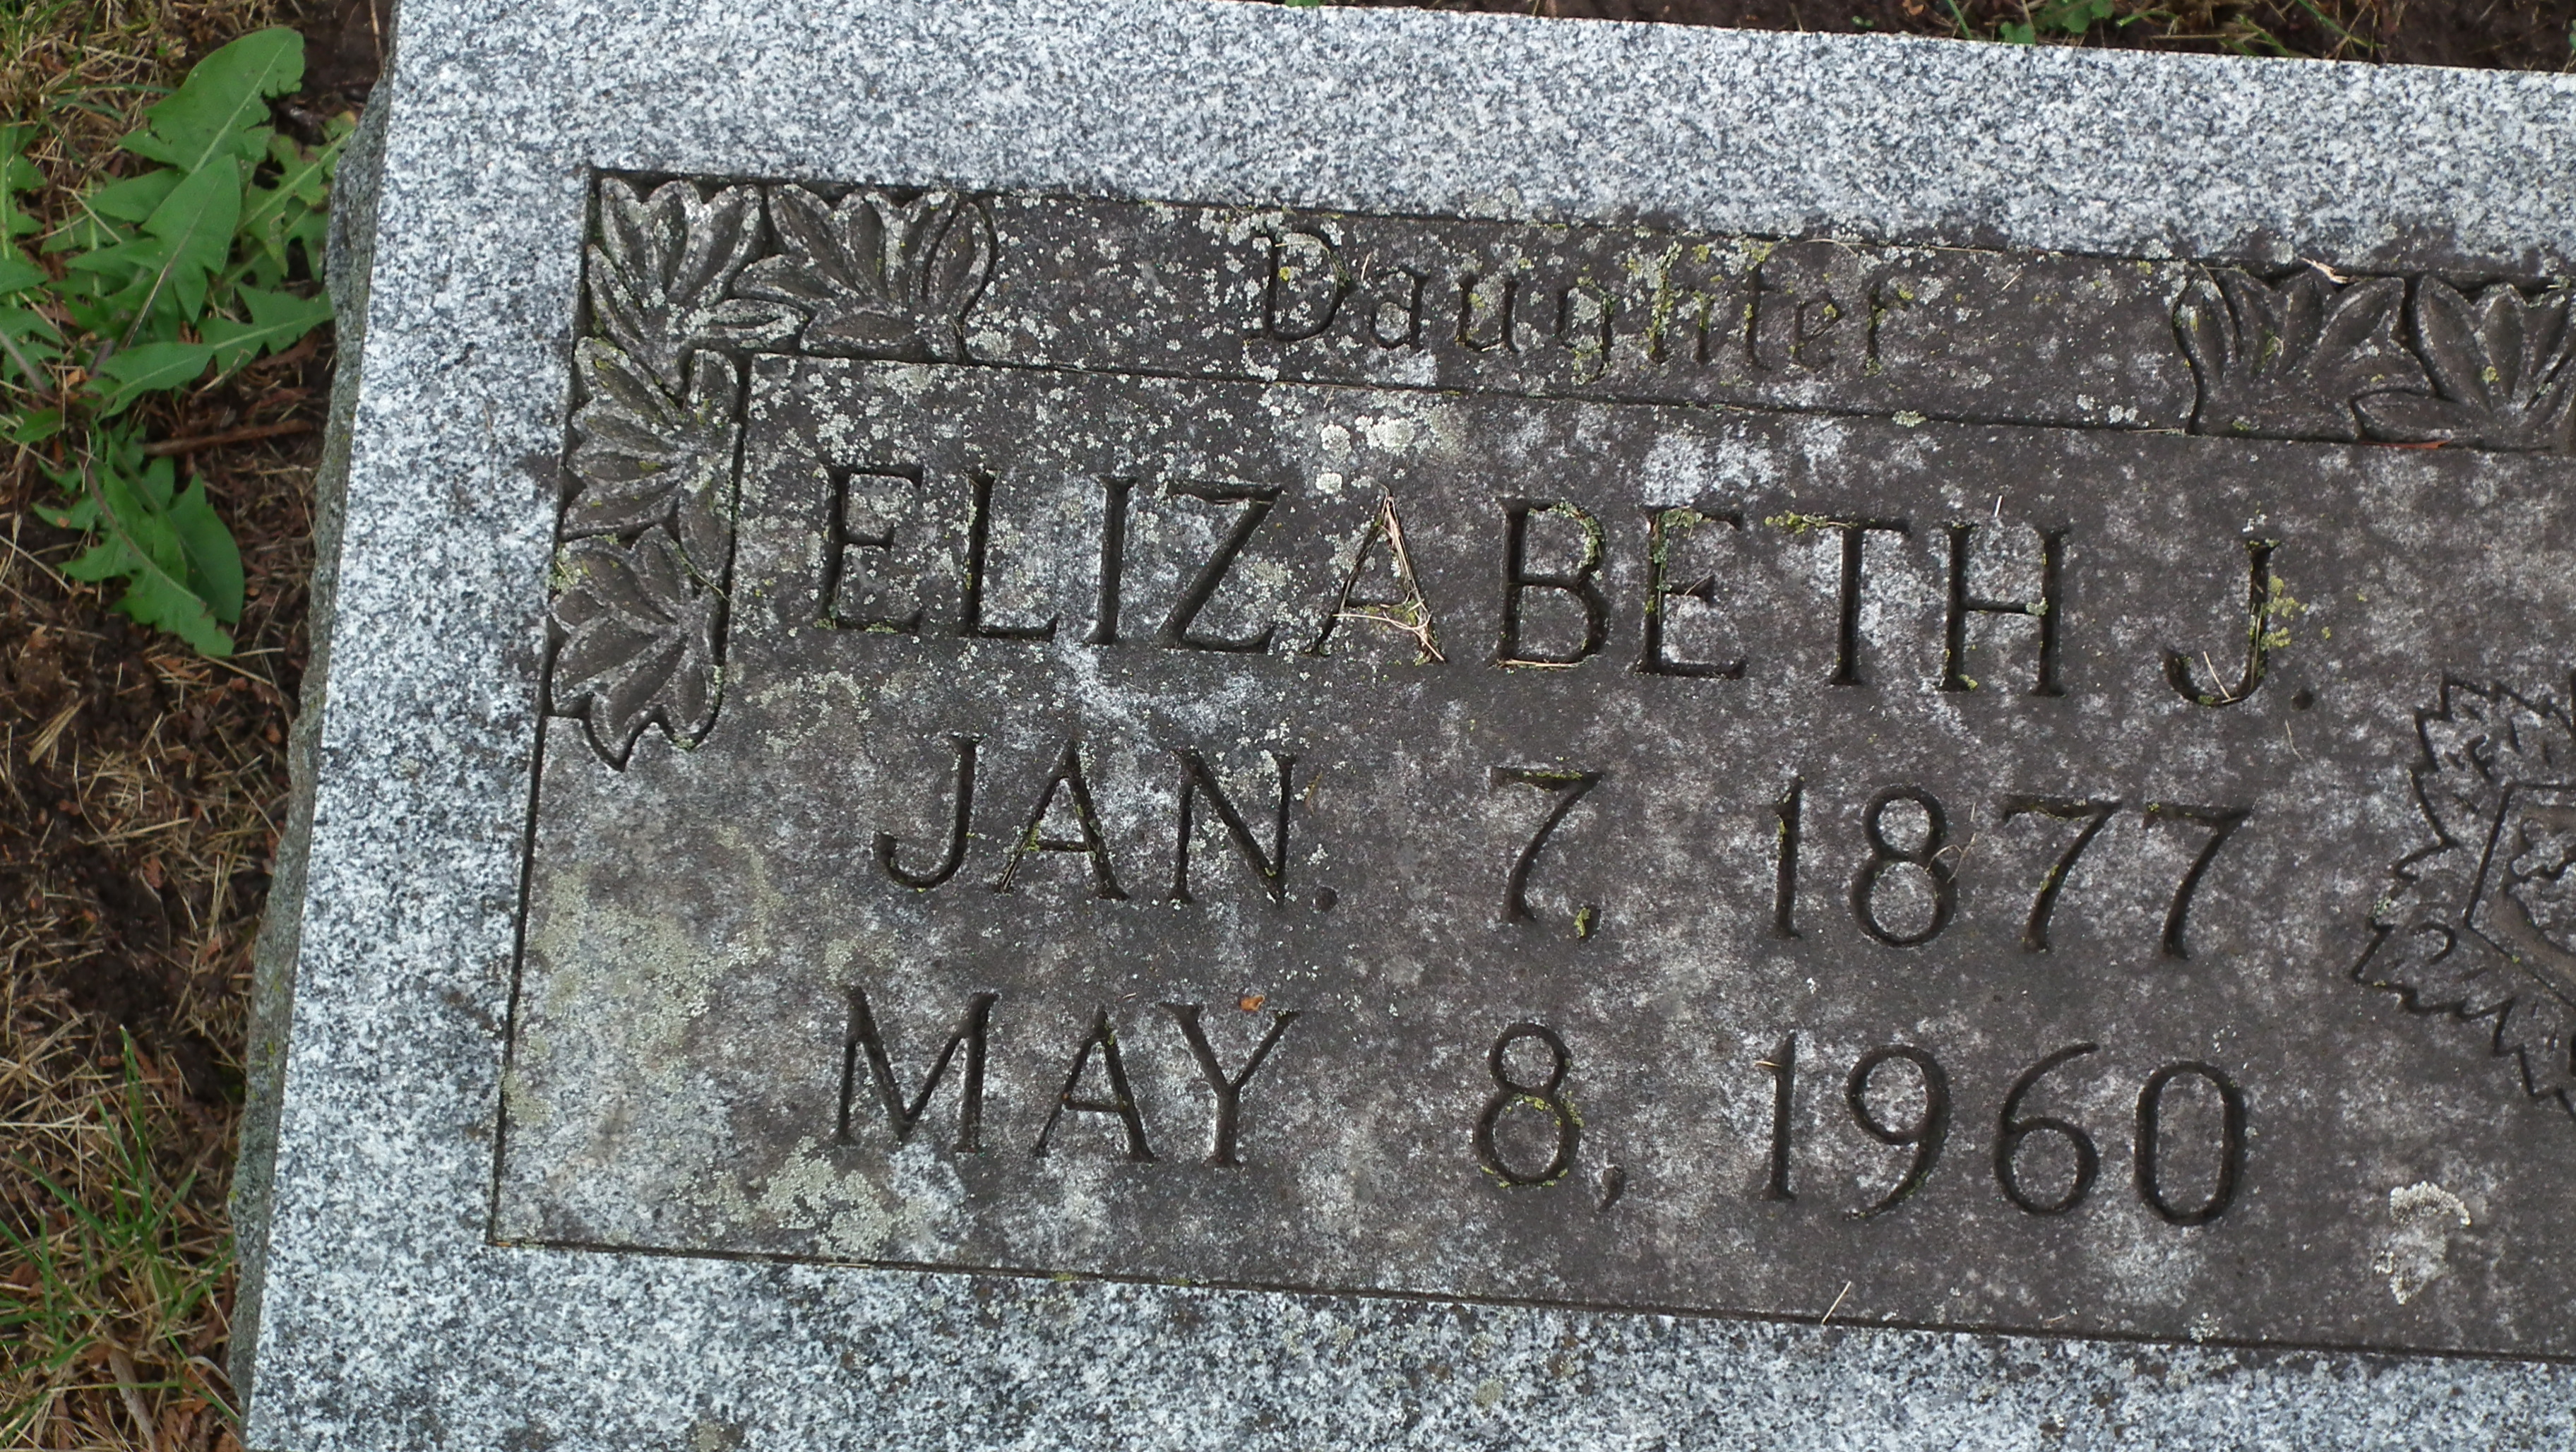 Daughter
ELIZABETH J.
JAN. 7, 1877
MAY 8, 1960